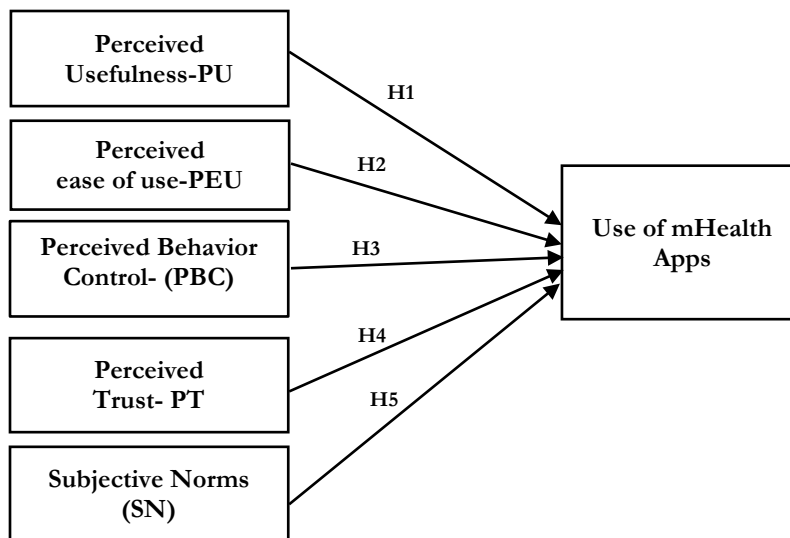 Perceived
Usefulness-PU
H1
Perceived
ease of use-PEU
H2
Perceived Behavior
Control- (PBC)
H3
Use of mHealth
Apps
Perceived
Trust- PT
H4
Subjective Norms
(SN)
H5